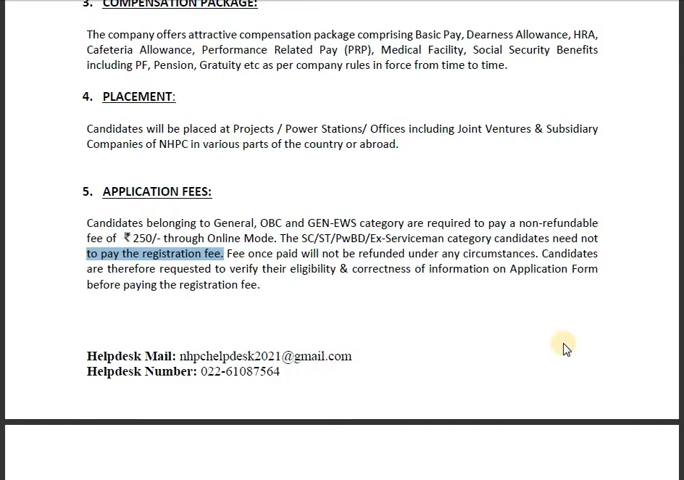 3. COMPENSATION PACKAGE:
The company offers attractive compensation package comprising Basic Pay, Dearness Allowance, HRA,
Cafeteria Allowance, Performance Related Pay (PRP), Medical Facility, Social Security Benefits
including PF, Pension, Gratuity etc as per company rules in force from time to time.
4. PLACEMENT:
Candidates will be placed at Projects / Power Stations/ Offices including Joint Ventures & Subsidiary
Companies of NHPC in various parts of the country or abroad.
5. APPLICATION FEES:
Candidates belonging to General, OBC and GEN-EWS category are required to pay a non-refundable
fee of ₹250/- through Online Mode. The SC/ST/PwBD/Ex-Serviceman category candidates need not
to pay the registration fee. Fee once paid will not be refunded under any circumstances. Candidates
are therefore requested to verify their eligibility & correctness of information on Application Form
before paying the registration fee.
Helpdesk Mail: nhpchelpdesk2021@gmail.com
Helpdesk Number: 022-61087564